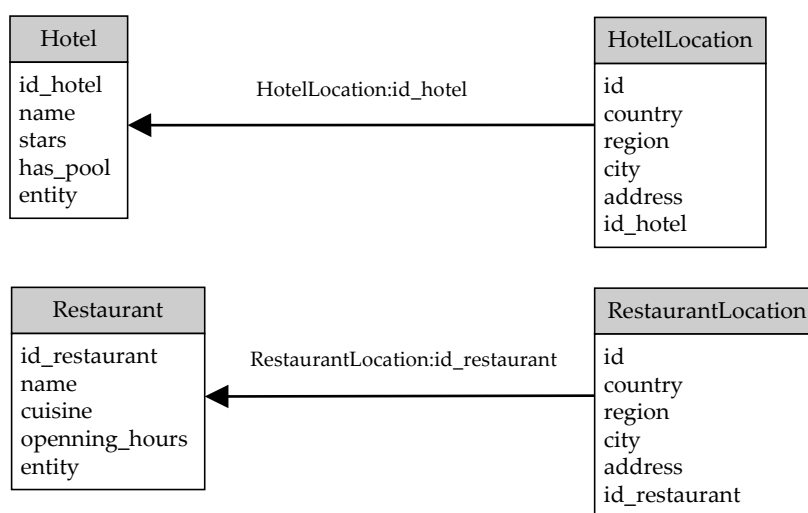 Hotel
id_hotel
name
stars
has_pool
entity
HotelLocation:id_hotel
HotelLocation
id
country
region
city
address
id_hotel
Restaurant
id_restaurant
name
cuisine
openning_hours
entity
RestaurantLocation:id_restaurant
RestaurantLocation
id
country
region
city
address
id_restaurant